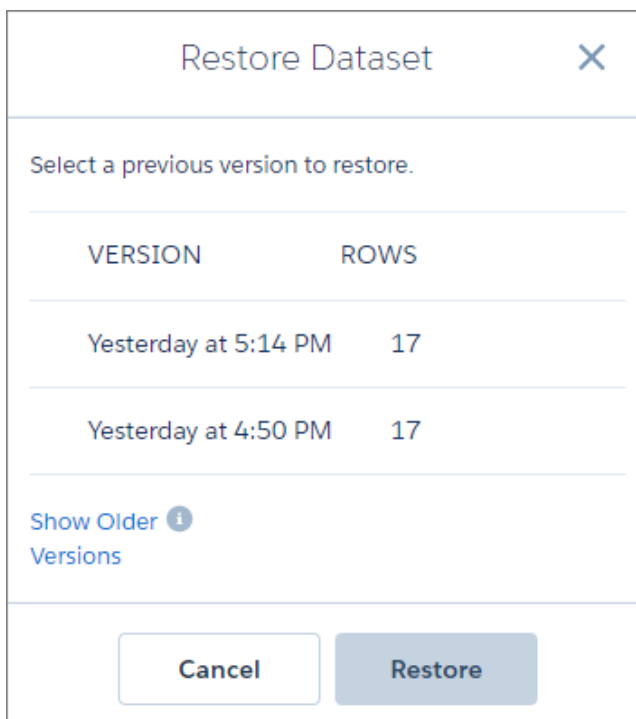 Restore Dataset
Select a previous version to restore.
VERSION ROWS
Yesterday at 5:14 PM 17
Yesterday at 4:50 PM 17
Show Older
Versions
Cancel Restore